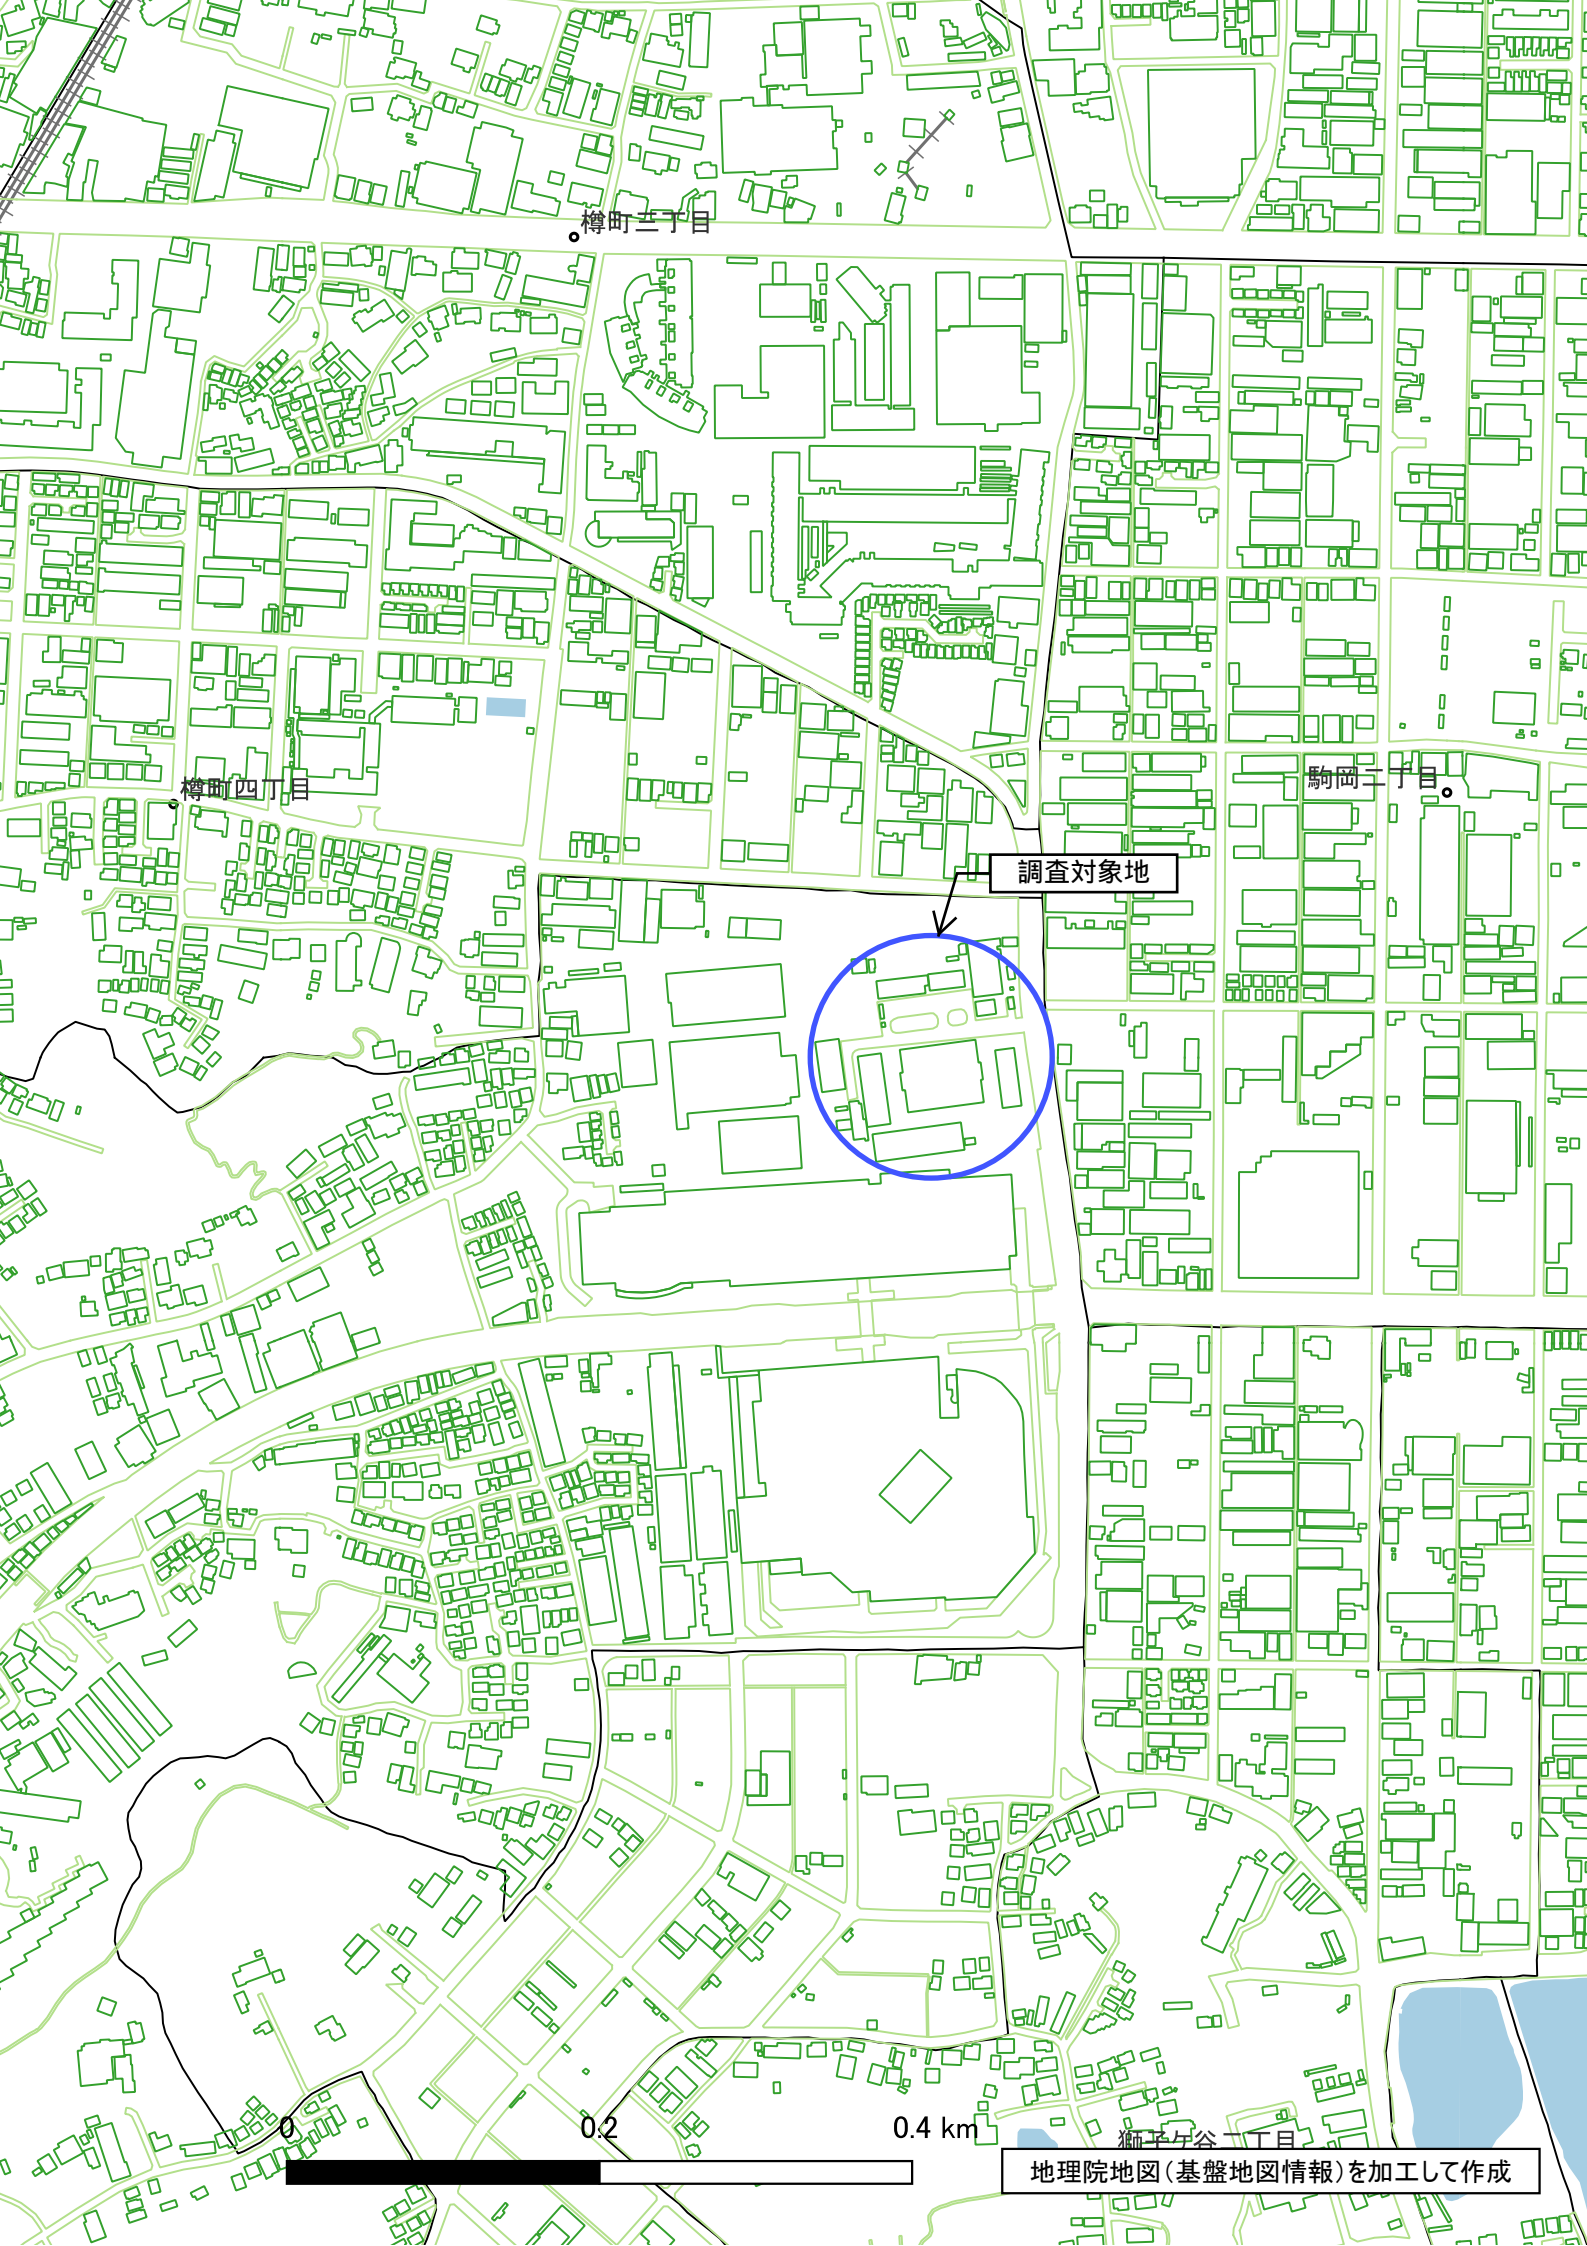 樽町三丁目
樽町四丁目
駒岡二丁目
調査対象地
0
0.2
0.4 km
獅子ケ谷二丁目
地理院地図(基盤地図情報)を加工して作成